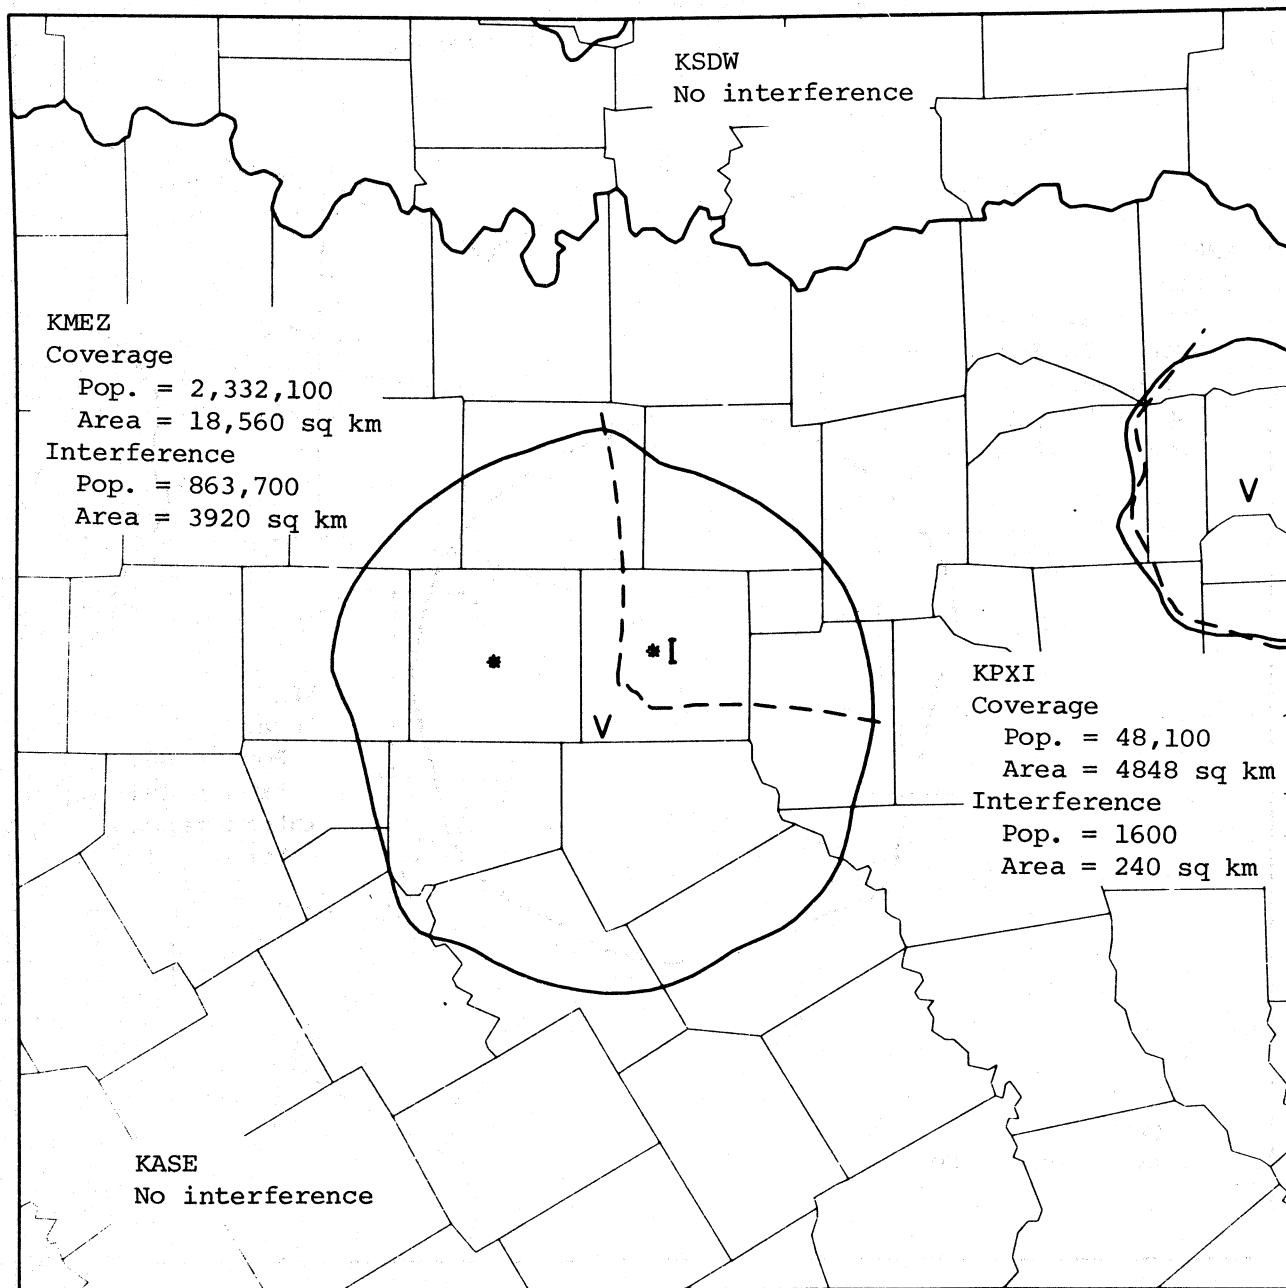 KSDW
No interference
KMEZ
Coverage
Pop. = 2,332,100
Area = 18,560 sq km
Interference
Pop. = 863,700
Area = 3920 sq km
V
*
*I
V
KPXI
Coverage
Pop. = 48,100
Area = 4848 sq km
Interference
Pop. = 1600
Area = 240 sq km
KASE
No interference